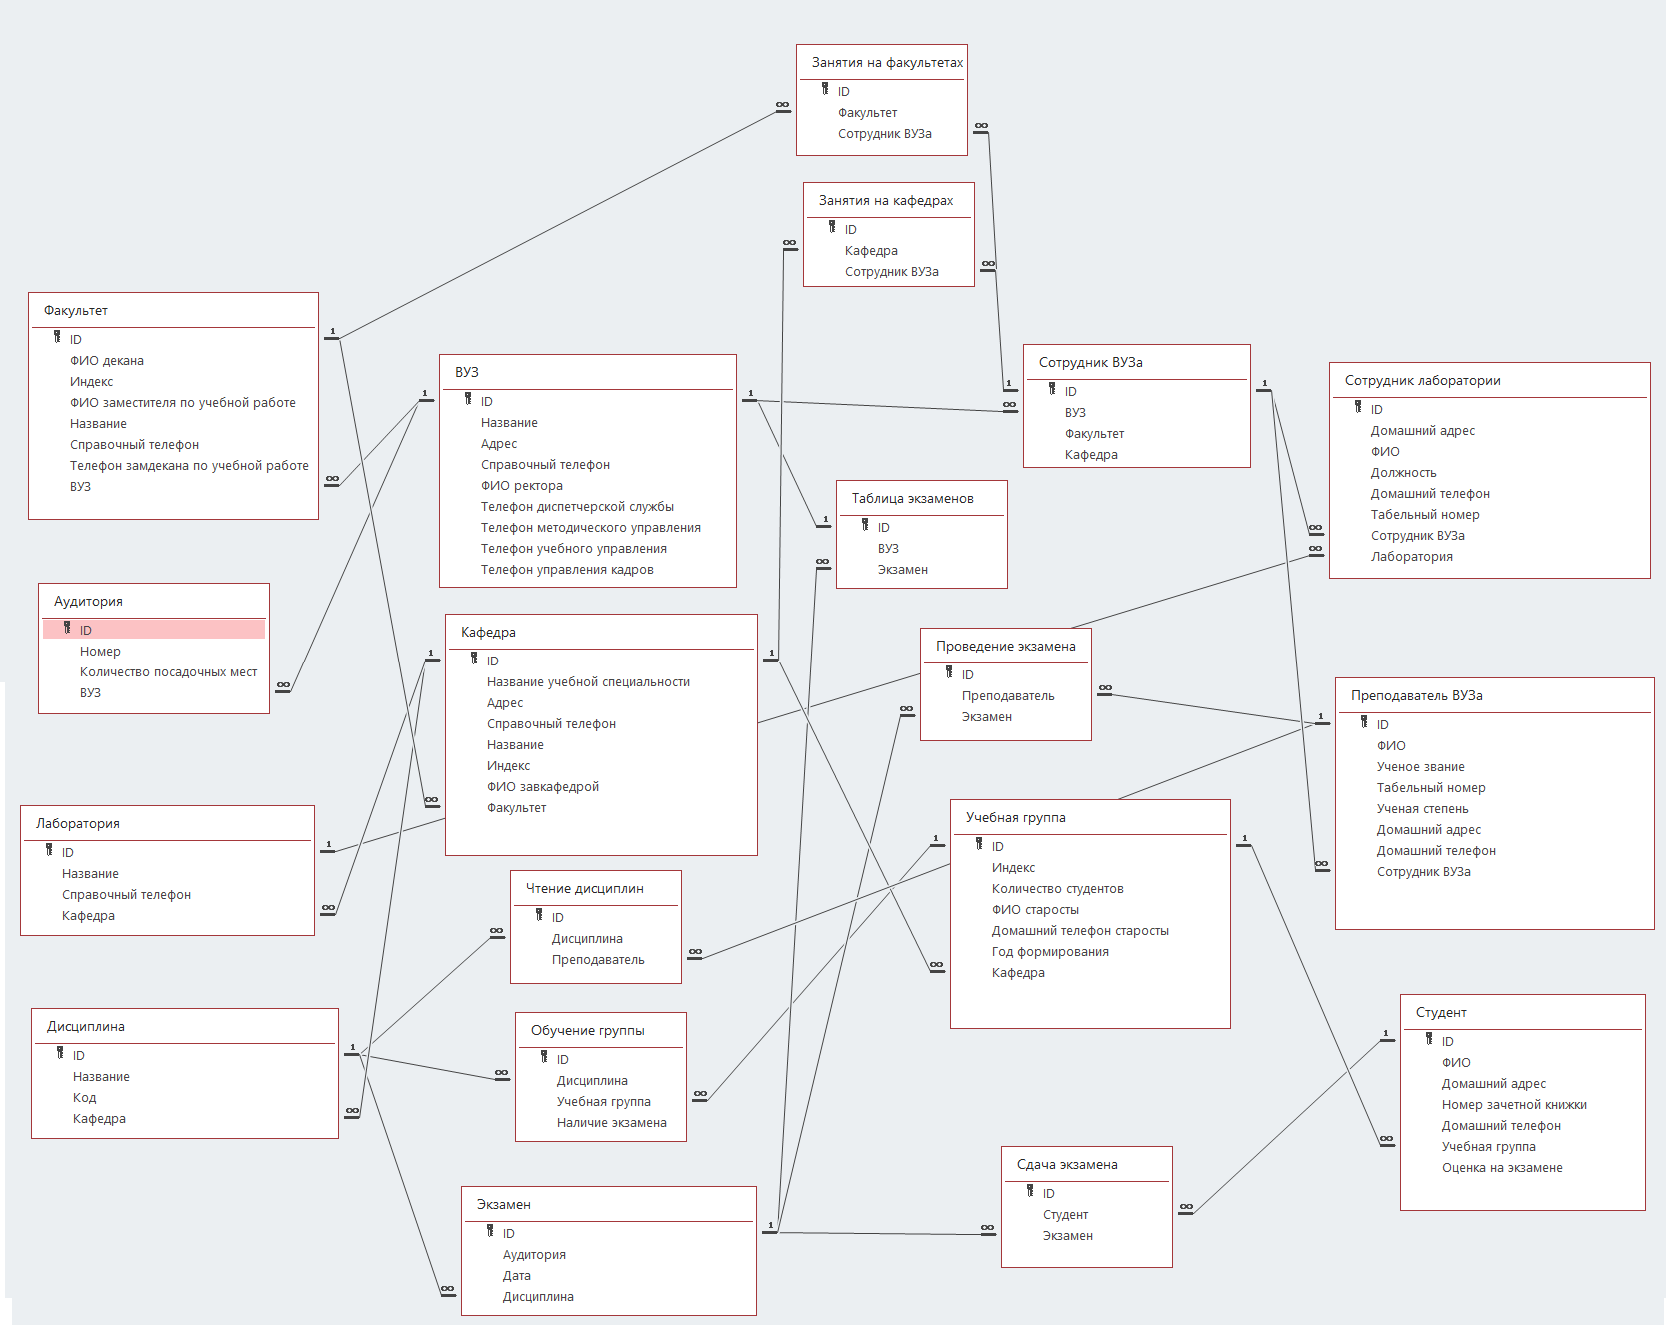 Занятия на факультетах
ID
Факультет
Сотрудник ВУЗа
Занятия на кафедрах
ID
Кафедра
Сотрудник ВУЗа
Факультет
ID
ФИО декана
Индекс
ФИО заместителя по учебной работе
Название
Справочный телефон
Телефон замдекана по учебной работе
ВУЗ
ВУЗ
ID
Название
Адрес
Справочный телефон
ФИО ректора
Телефон диспетчерской службы
Телефон методического управления
Телефон учебного управления
Телефон управления кадров
Сотрудник ВУЗа
ID
ВУЗ
Факультет
Кафедра
Сотрудник лаборатории
ID
Домашний адрес
ФИО
Должность
Домашний телефон
Табельный номер
Сотрудник ВУЗа
Лаборатория
Таблица экзаменов
ID
ВУЗ
Экзамен
Аудитория
ID
Номер
Количество посадочных мест
ВУЗ
Кафедра
ID
Название учебной специальности
Адрес
Справочный телефон
Название
Индекс
ФИО завкафедрой
Факультет
Проведение экзамена
ID
Преподаватель
Экзамен
Преподаватель ВУЗа
ID
ФИО
Ученое звание
Табельный номер
Ученая степень
Домашний адрес
Домашний телефон
Сотрудник ВУЗа
Лаборатория
ID
Название
Справочный телефон
Кафедра
Чтение дисциплин
ID
Дисциплина
Преподаватель
Учебная группа
ID
Индекс
Количество студентов
ФИО старосты
Домашний телефон старосты
Год формирования
Кафедра
Дисциплина
ID
Название
Код
Кафедра
Обучение группы
ID
Дисциплина
Учебная группа
Наличие экзамена
Студент
ID
ФИО
Домашний адрес
Номер зачетной книжки
Домашний телефон
Учебная группа
Оценка на экзамене
Экзамен
ID
Аудитория
Дата
Дисциплина
Сдача экзамена
ID
Студент
Экзамен